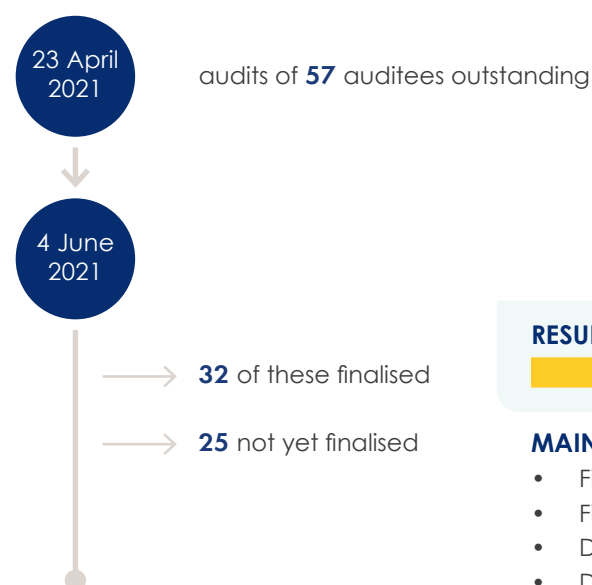 23 April
2021
audits of 57 auditees outstanding
4 June
2021
32 of these finalised
25 not yet finalised
MAIN
•
•
•
•